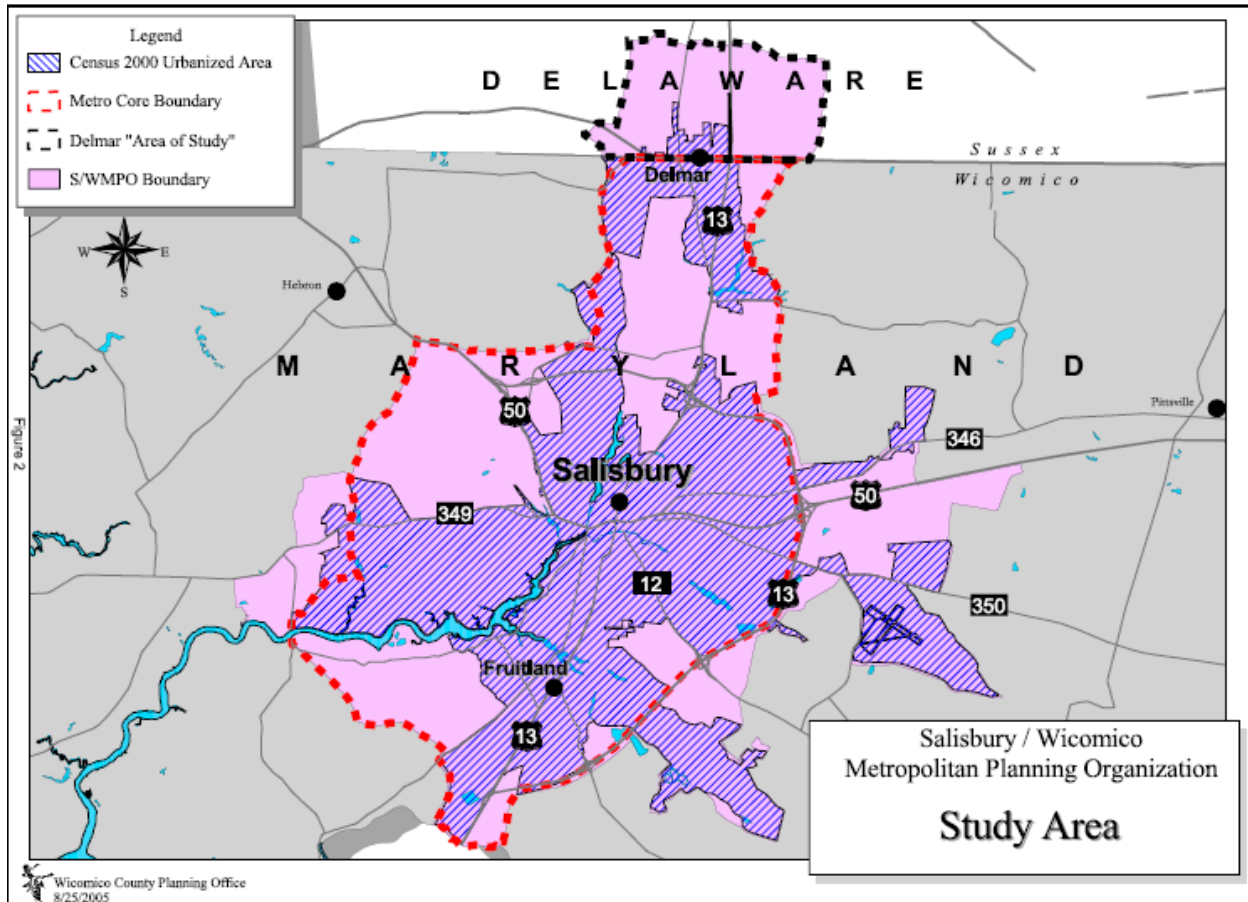 Legend
Census 2000 Urbanized Area
Metro Core Boundary
Delmar "Area of Study"
S/WMPO Boundary
DELAWARE
Sussex
Wicomico
Delmar
13
N
W E
S
Hebron
MARYLAND
50
Pittsville
346
Salisbury
50
349
12
13
350
Fruitland
13
Figure 2
Salisbury / Wicomico
Metropolitan Planning Organization
Study Area
Wicomico County Planning Office
8/25/2005